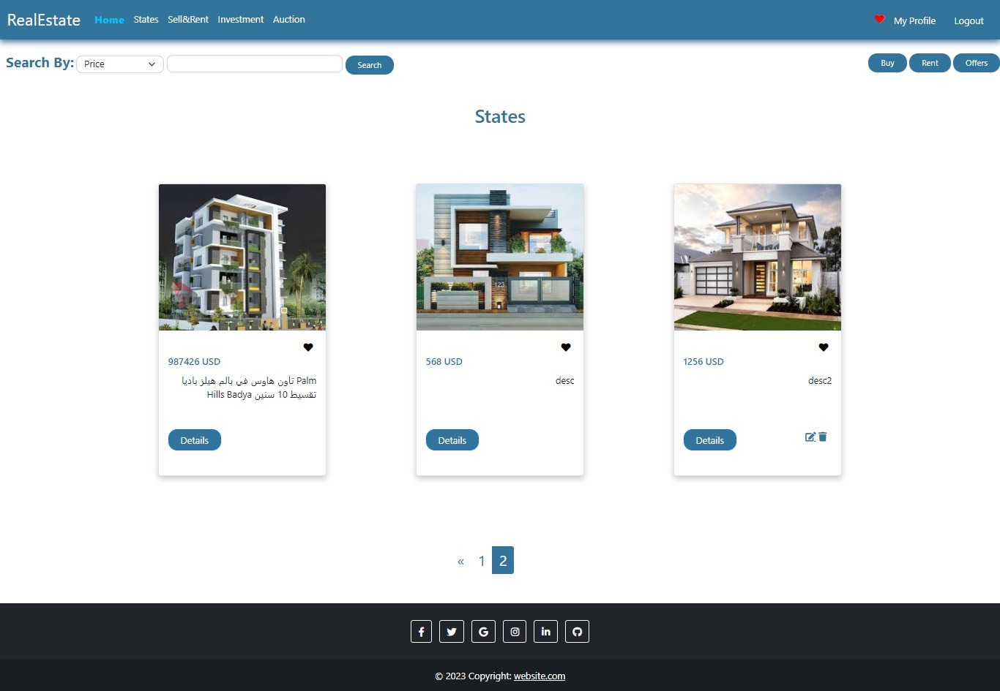 RealEstate Home States Sell&Rent Investment Auction My Profile Logout
Search By: Price Search Buy Rent Offers
States
987426 USD
Palm تاون هاوس في بالم هيلز باديا
Hills Badya تقسيط 10 سنين
Details
568 USD
desc
Details
1256 USD
desc2
Details
« 1 2
© 2023 Copyright: website.com